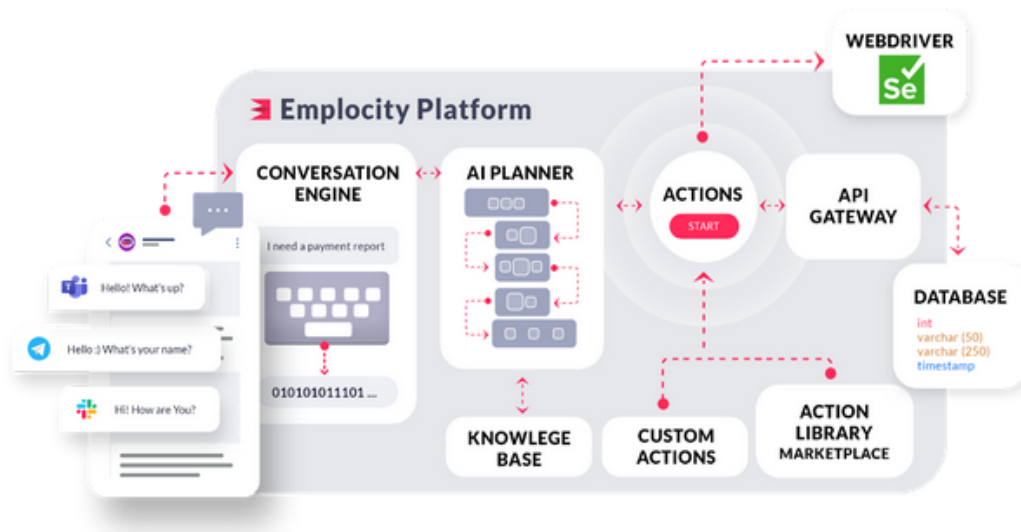 WEBDRIVER
Se
Emplocity Platform
CONVERSATION
ENGINE
AI PLANNER
ACTIONS
START
API
GATEWAY
I need a payment report
T
Hello! What's up?
Hello :) What's your name?
Hi! How are You?
010101011101 ...
DATABASE
int
varchar (50)
varchar (250)
timestamp
KNOWLEGE
BASE
CUSTOM
ACTIONS
ACTION
LIBRARY
MARKETPLACE